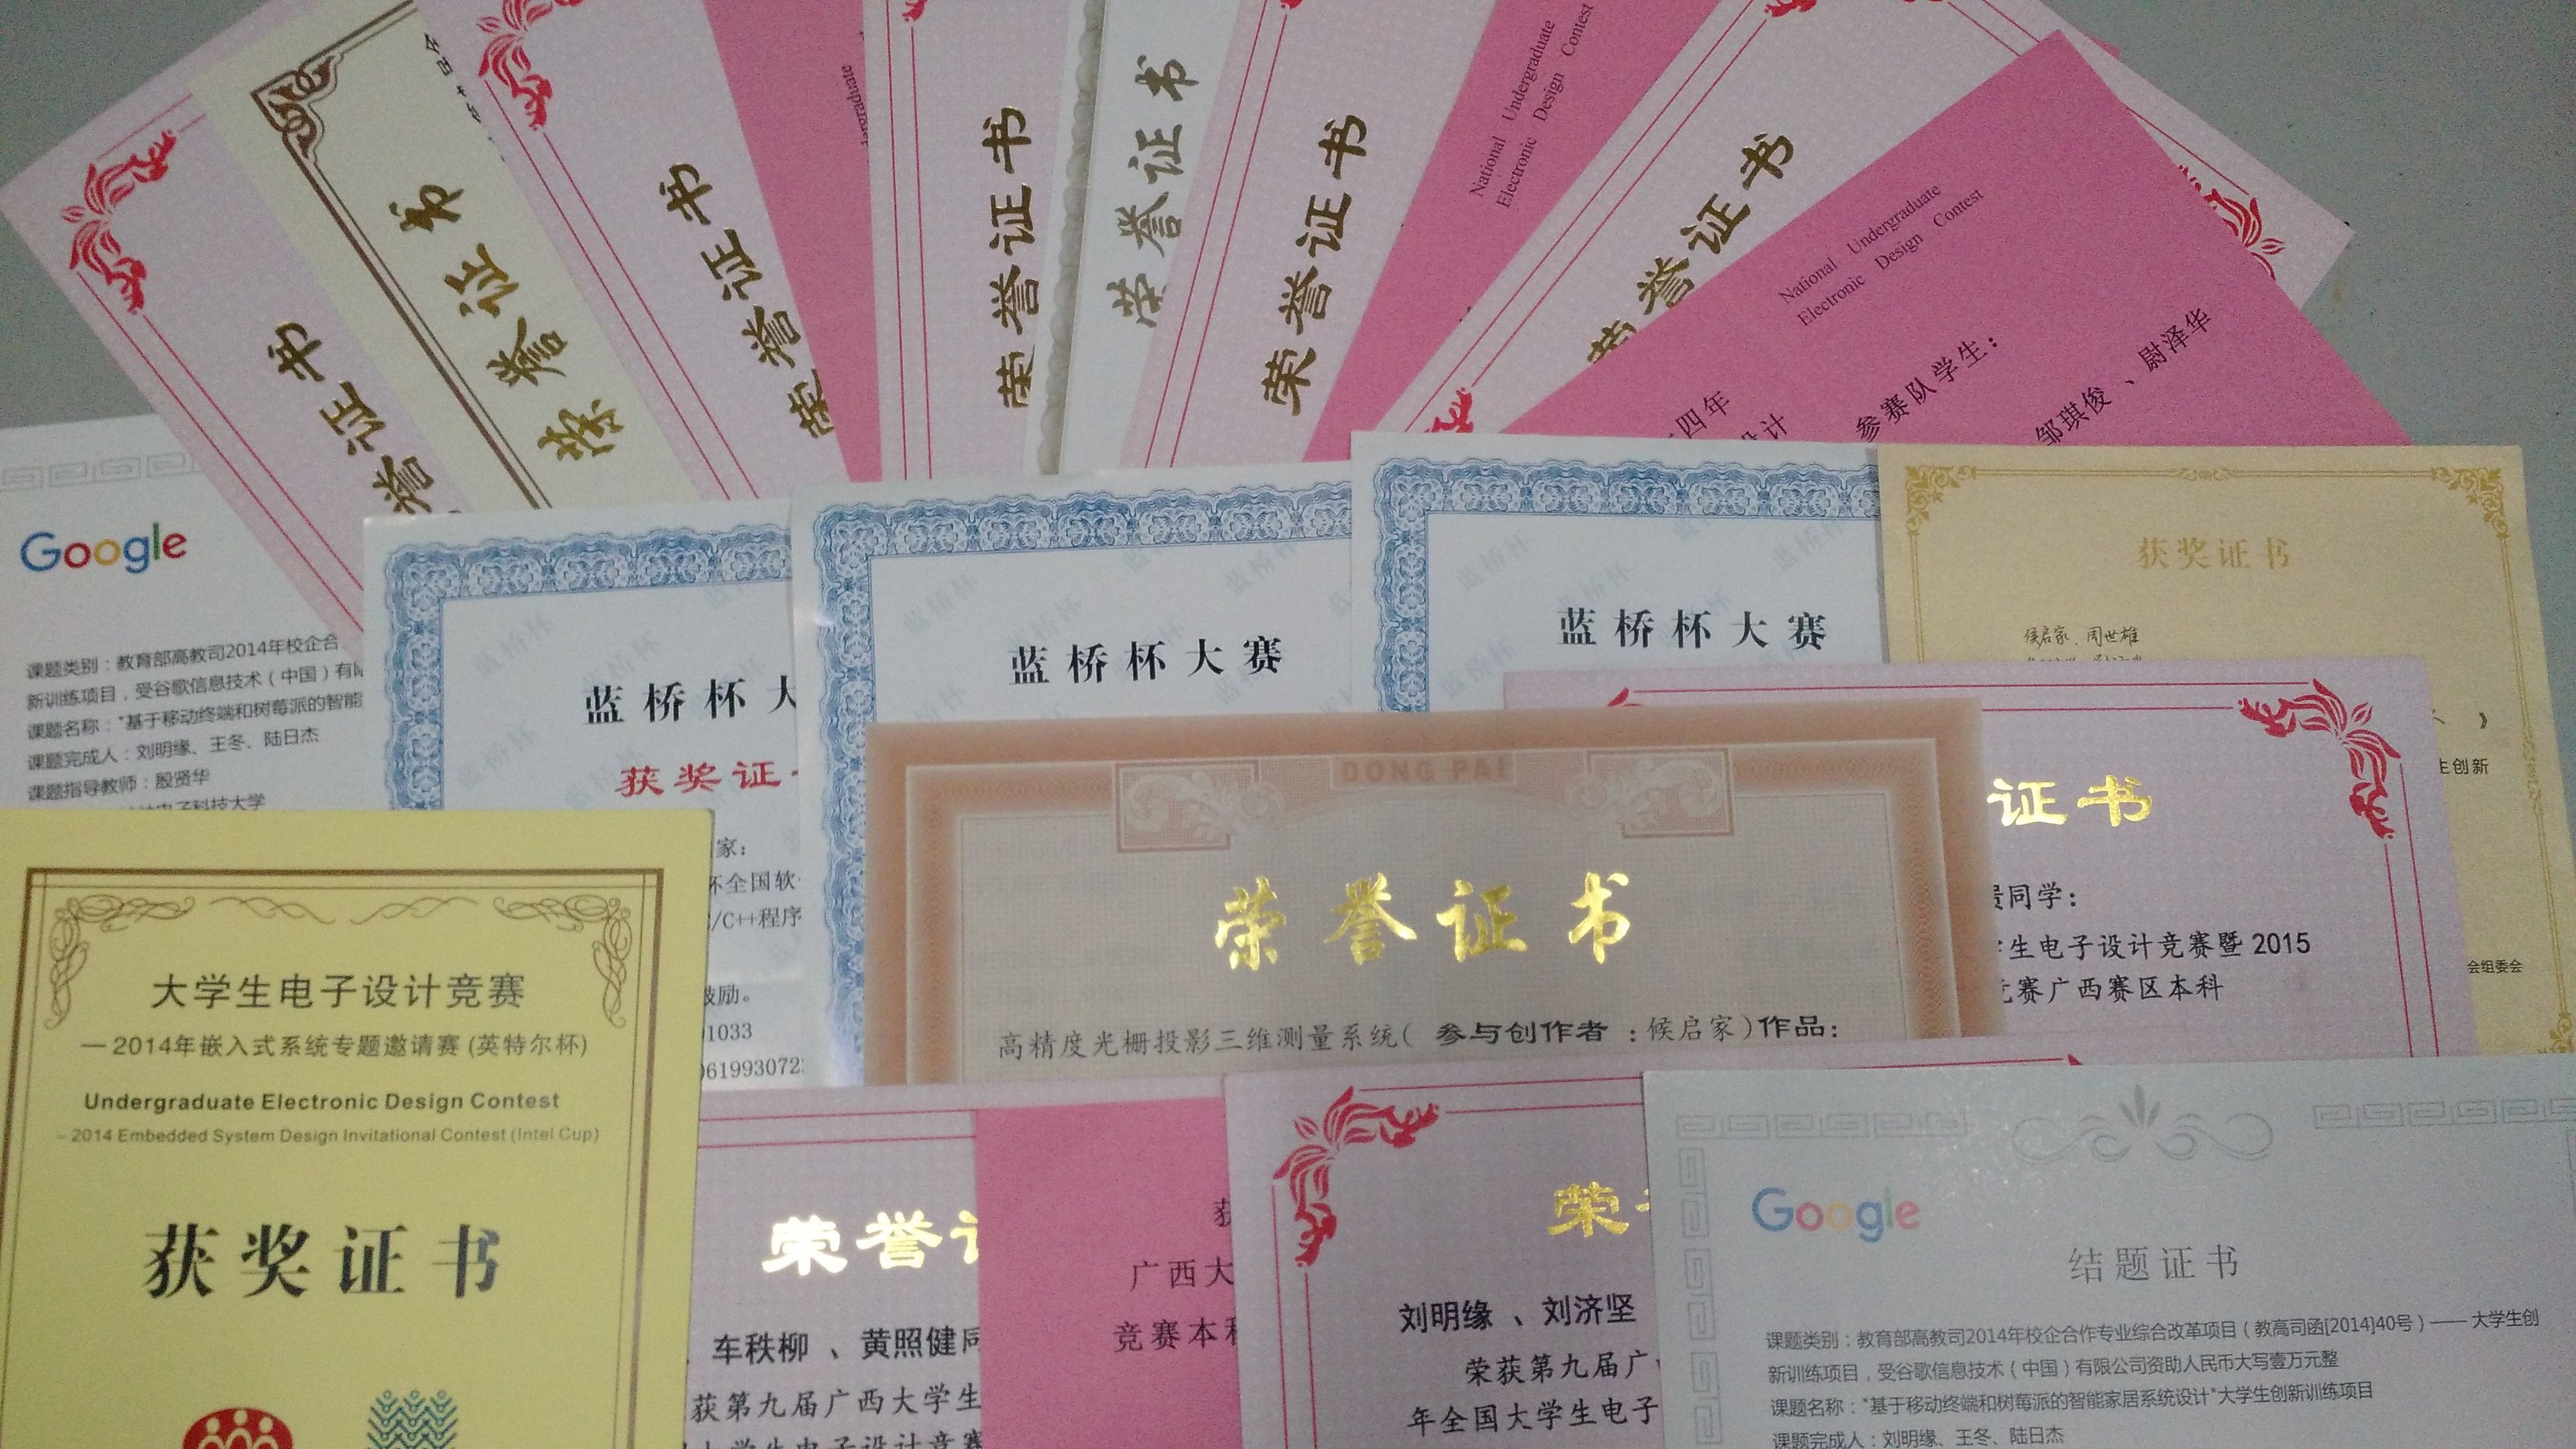 荣誉证书
荣誉证书
荣誉证书
荣誉证书
荣誉证书
荣誉证书
National Undergraduate
Electronic Design Contest
荣誉证书
National Undergraduate
Electronic Design Contest
四年
设计
参赛队学生：
邹琪俊 、尉泽华
Google
课题类别：教育部高教司2014年校企合
新训练项目，受谷歌信息技术（中国）有
课题名称："基于移动终端和树莓派的智能
课题完成人：刘明缘、王冬、陆日杰
课题指导教师：殷贤华
电子科技大学
蓝桥杯大
获奖证
家：
杯全国软
C/C++程序
鼓励。
01033
061993072
蓝桥杯大赛
蓝桥杯大赛
获奖证书
侯启家、周世雄
》
生创新
会组委会
证书
贵同学：
学生电子设计竞赛暨 2015
竞赛广西赛区本科
DONG PAI
荣誉证书
高精度光栅投影三维测量系统( 参与创作者 ：候启家)作品：
大学生电子设计竞赛
—2014年嵌入式系统专题邀请赛 (英特尔杯)
Undergraduate Electronic Design Contest
– 2014 Embedded System Design Invitational Contest (Intel Cup)
获奖证书
荣誉证
、车秩柳 、黄照健同
获第九届广西大学生
大学生电子设计竞赛
获
广西大
竞赛本科
荣誉
刘明缘 、刘济坚
荣获第九届广
年全国大学生电子
Google
结题证书
课题类别：教育部高教司2014年校企合作专业综合改革项目（教高司函[2014]40号）—— 大学生创
新训练项目，受谷歌信息技术（中国）有限公司资助人民币大写壹万元整
课题名称："基于移动终端和树莓派的智能家居系统设计"大学生创新训练项目
课题完成人：刘明缘、王冬、陆日杰